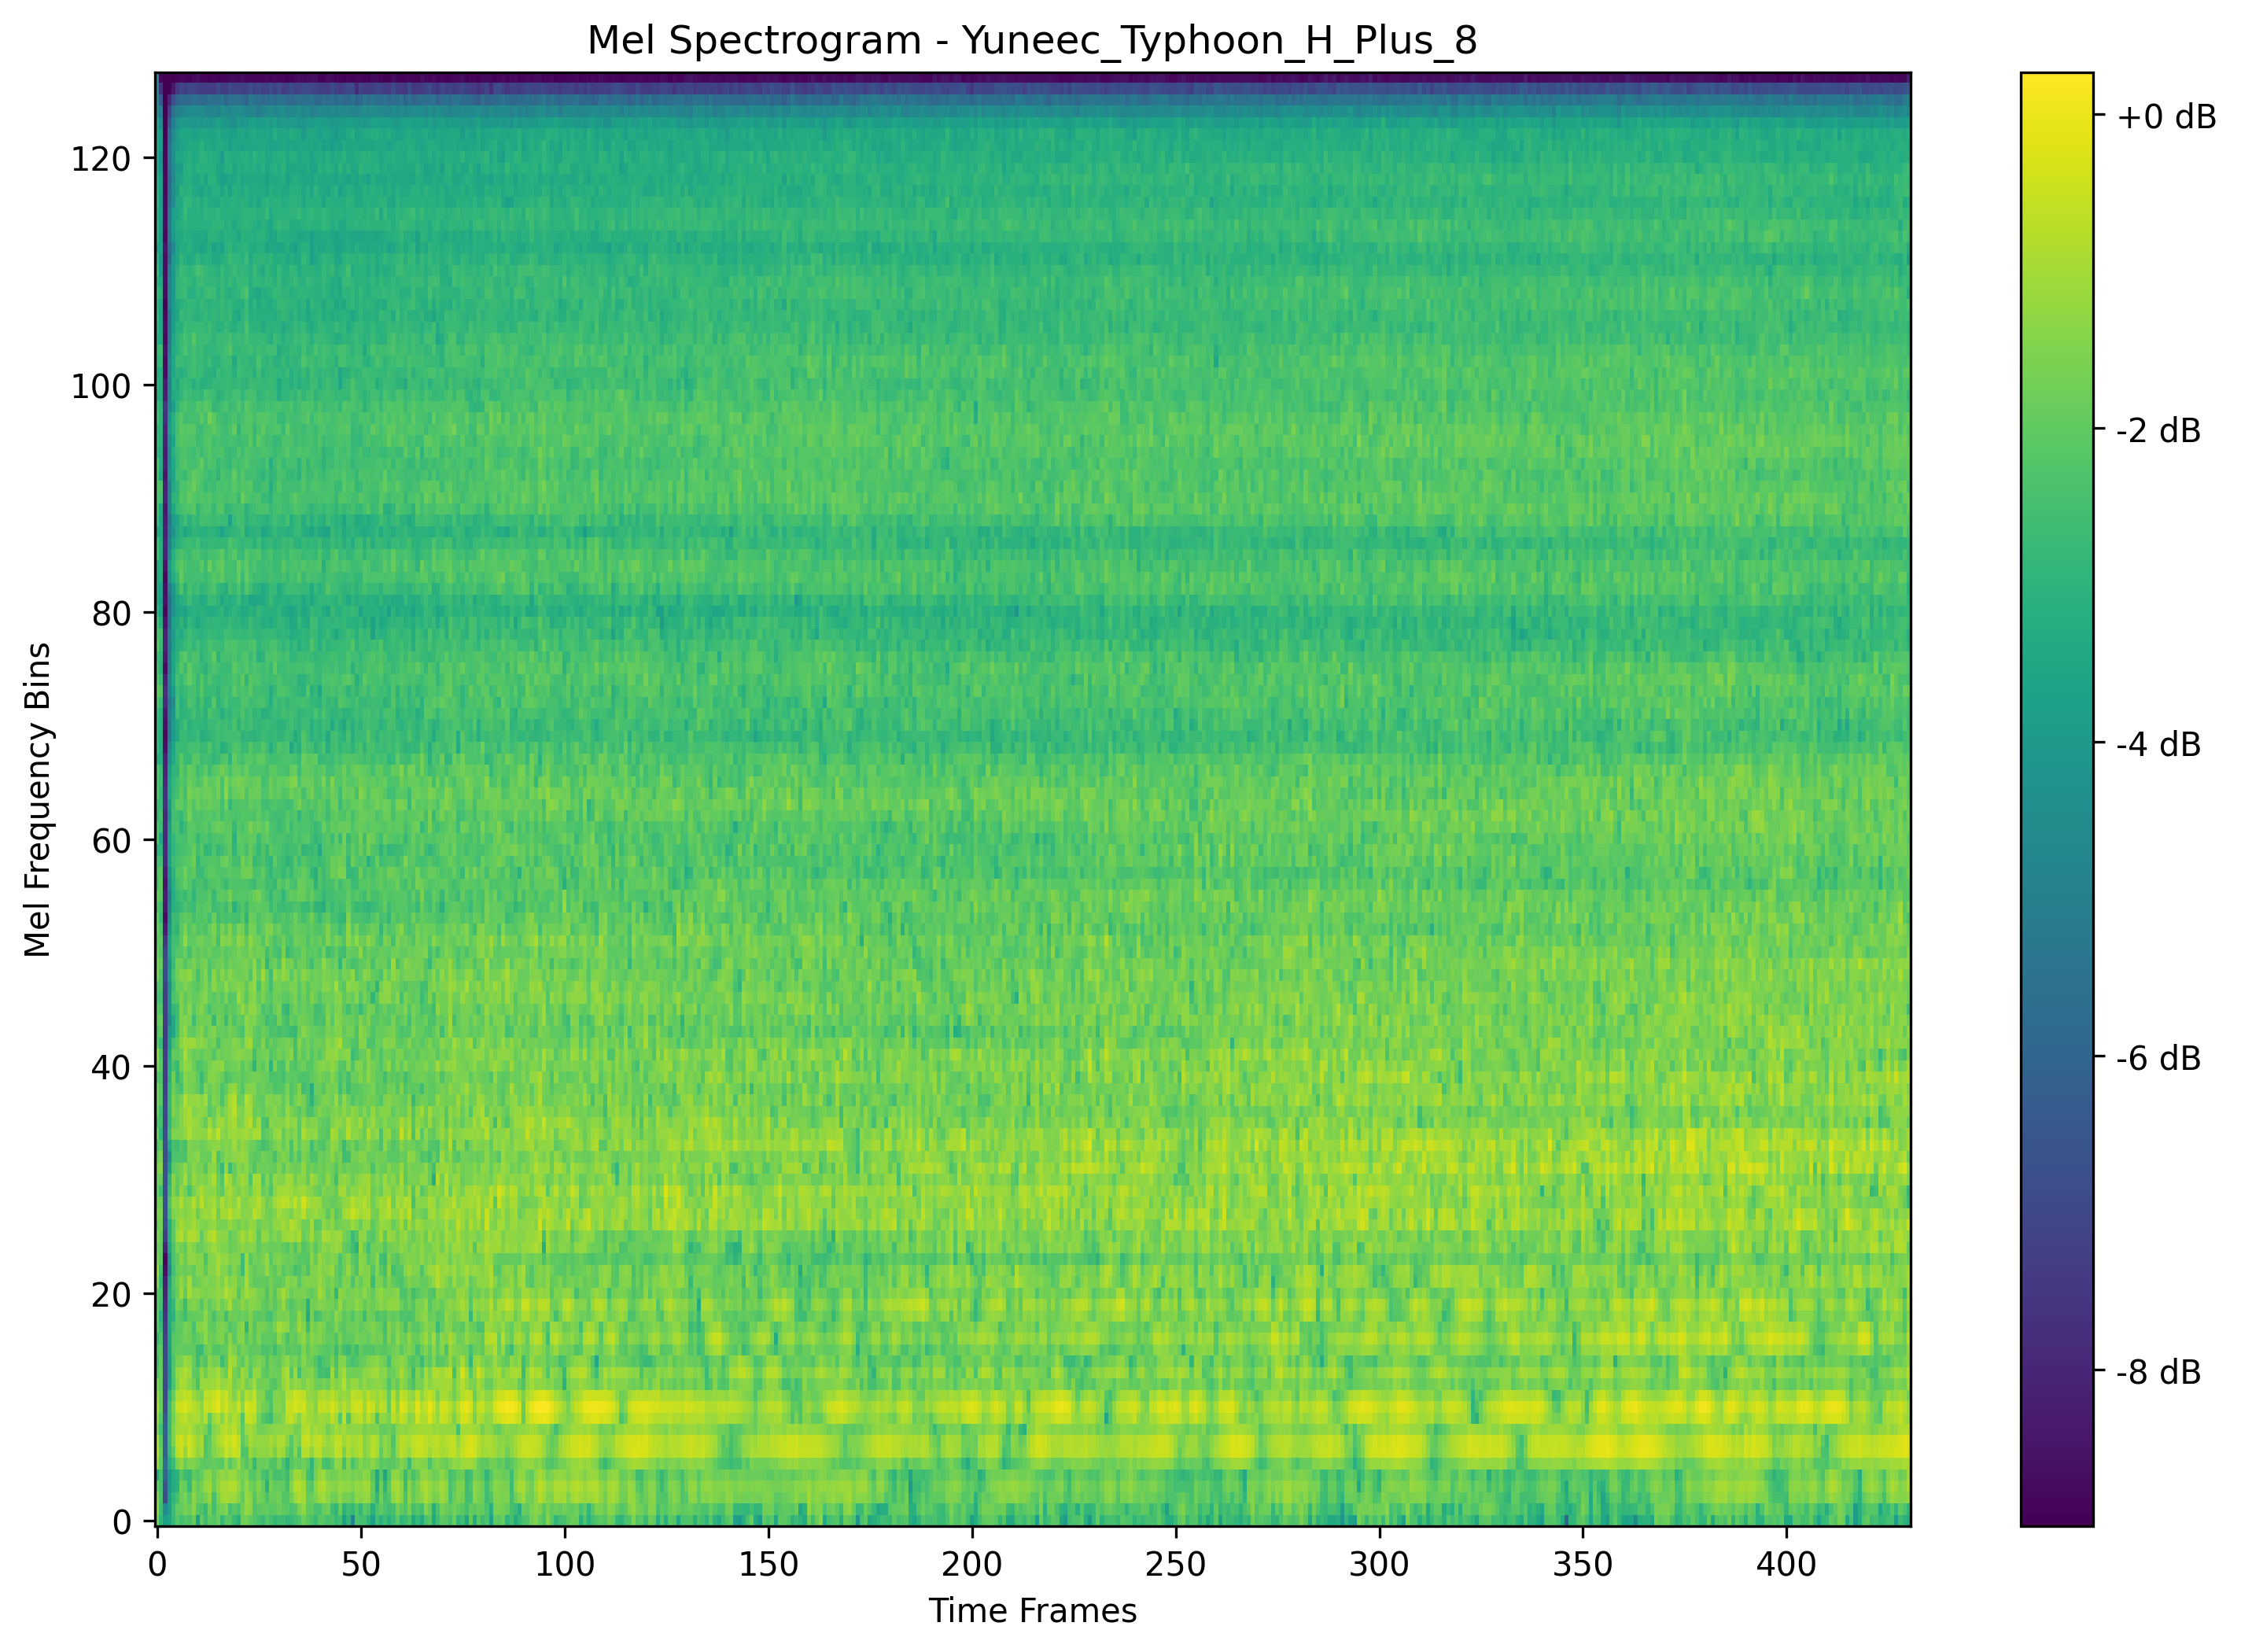 Mel Spectrogram - Yuneec_Typhoon_H_Plus_8
Mel Frequency Bins
120
100
80
60
40
20
0
0 50 100 150 200 250 300 350 400
Time Frames
+0 dB
-2 dB
-4 dB
-6 dB
-8 dB